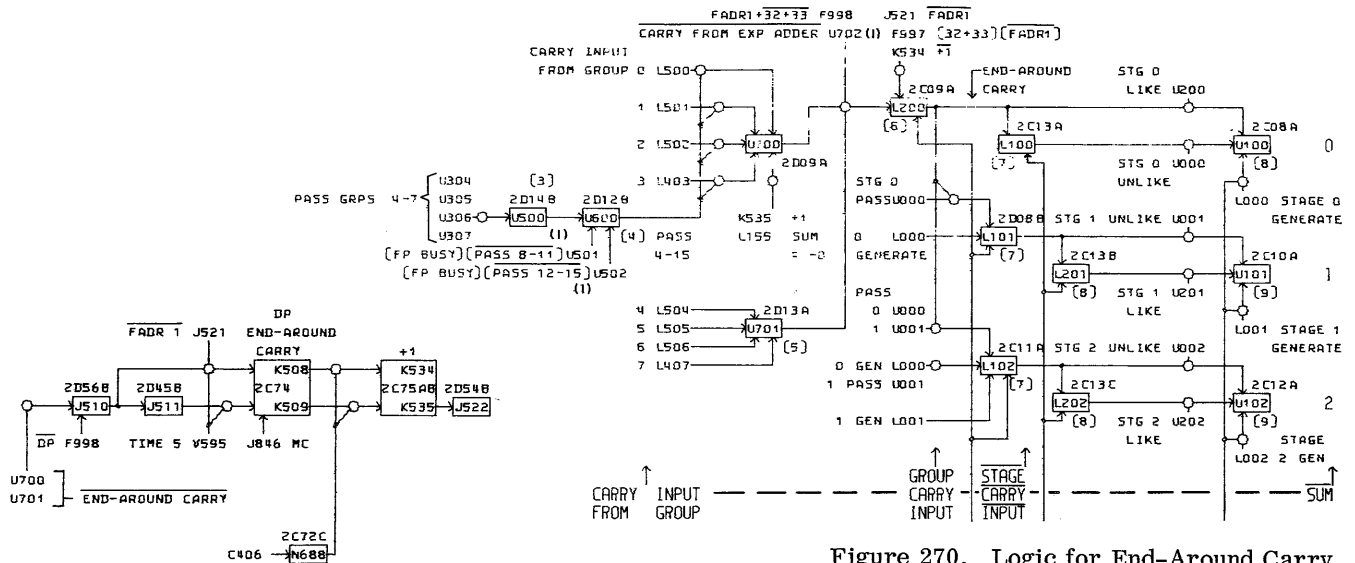 FADR1+32+33 F998 J521 FADR1
CARRY FROM EXP ADDER U702(1) F997 [32+33][FADR1]
K534 +1
CARRY INPUT
FROM GROUP 0 L500
END-AROUND
CARRY
STG 0
LIKE U200
2C09A
L200
[6]
1 L501
2 L502
3 L403
U700
2D09A
2C13A
L100
[7]
2C08A
U100
[8]
0
STG 0 U000
UNLIKE
L000 STAGE 0
GENERATE
PASS GRPS 4-7
U304
U305
U306
U307
[3]
2D14B
U500
(1)
2D12B
U600
[4] PASS
4-15
K535 +1
L155 SUM
= -0
[FP BUSY][PASS 8-11]U501
[FP BUSY][PASS 12-15]U502
(1)
STG 0
PASSU000
0 L000
GENERATE
2D08B
L101
[7]
STG 1 UNLIKE U001
2C13B
L201
[8]
STG 1 U201
LIKE
2C10A
U101
[9]
1
L001 STAGE 1
GENERATE
4 L504
5 L505
6 L506
7 L407
2D13A
U701
[5]
PASS
0 U000
1 U001
0 GEN L000
1 PASS U001
1 GEN L001
2C11A
L102
[7]
STG 2 UNLIKE U002
2C13C
L202
[8]
STG 2 U202
LIKE
2C12A
U102
[9]
2
STAGE
L002 2 GEN
DP
END-AROUND
CARRY
FADR 1 J521
K508
2C74
K509
+1
K534
2C75AB
K535
2D54B
J522
2D56B
J510
2D45B
J511
DP F998
TIME 5 V595
J846 MC
U700
U701
END-AROUND CARRY
2C72C
C406
N688
CARRY INPUT
FROM GROUP
GROUP
CARRY
INPUT
STAGE
CARRY
INPUT
SUM
Figure 270. Logic for End-Around Carry